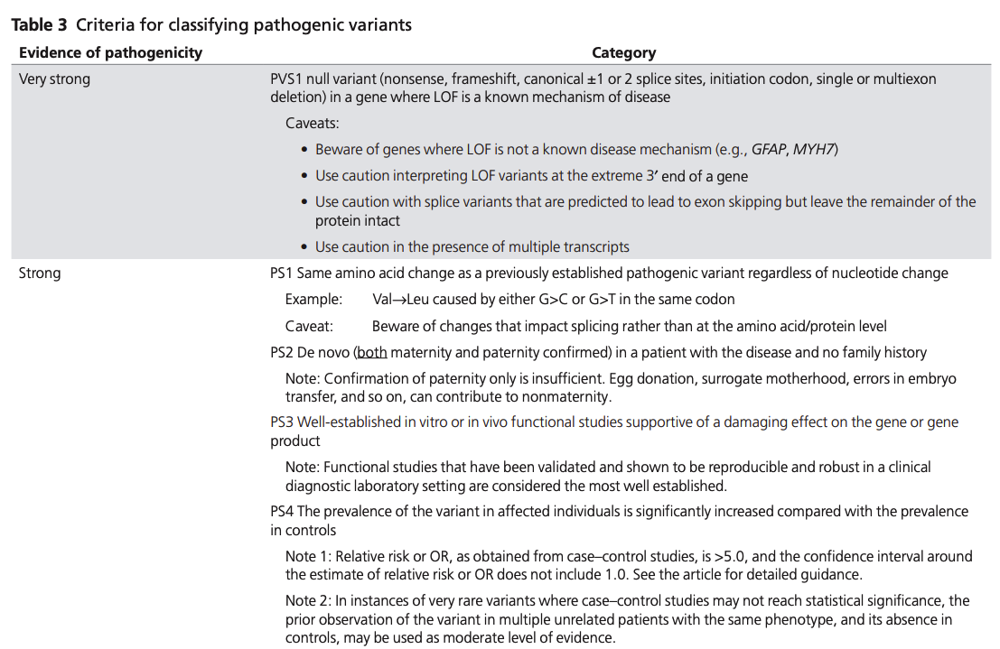 Table 3 Criteria for classifying pathogenic variants
Evidence of pathogenicity Category
Very strong PVS1 null variant (nonsense, frameshift, canonical ±1 or 2 splice sites, initiation codon, single or multiexon
deletion) in a gene where LOF is a known mechanism of disease
Caveats:
• Beware of genes where LOF is not a known disease mechanism (e.g., GFAP, MYH7)
• Use caution interpreting LOF variants at the extreme 3′ end of a gene
• Use caution with splice variants that are predicted to lead to exon skipping but leave the remainder of the
protein intact
• Use caution in the presence of multiple transcripts
Strong PS1 Same amino acid change as a previously established pathogenic variant regardless of nucleotide change
Example: Val→Leu caused by either G>C or G>T in the same codon
Caveat: Beware of changes that impact splicing rather than at the amino acid/protein level
PS2 De novo (both maternity and paternity confirmed) in a patient with the disease and no family history
Note: Confirmation of paternity only is insufficient. Egg donation, surrogate motherhood, errors in embryo
transfer, and so on, can contribute to nonmaternity.
PS3 Well-established in vitro or in vivo functional studies supportive of a damaging effect on the gene or gene
product
Note: Functional studies that have been validated and shown to be reproducible and robust in a clinical
diagnostic laboratory setting are considered the most well established.
PS4 The prevalence of the variant in affected individuals is significantly increased compared with the prevalence
in controls
Note 1: Relative risk or OR, as obtained from case–control studies, is >5.0, and the confidence interval around
the estimate of relative risk or OR does not include 1.0. See the article for detailed guidance.
Note 2: In instances of very rare variants where case–control studies may not reach statistical significance, the
prior observation of the variant in multiple unrelated patients with the same phenotype, and its absence in
controls, may be used as moderate level of evidence.